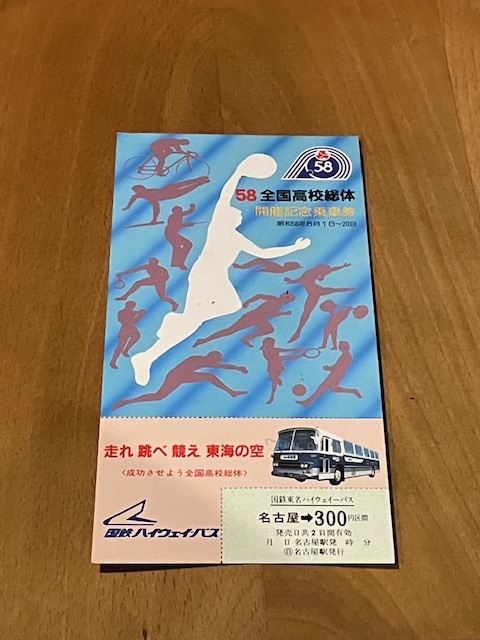 58
58 全国高校総体
開催記念乗車券
昭和58年8月1日〜20日
走れ 跳べ 競え 東海の空
〈成功させよう全国高校総体〉
国鉄ハイウェイ・バス
国鉄東名ハイウェイーバス
名古屋➡300円区間
発売日共2日間有効
月 日 名古屋駅発 時 分
名古屋駅発行